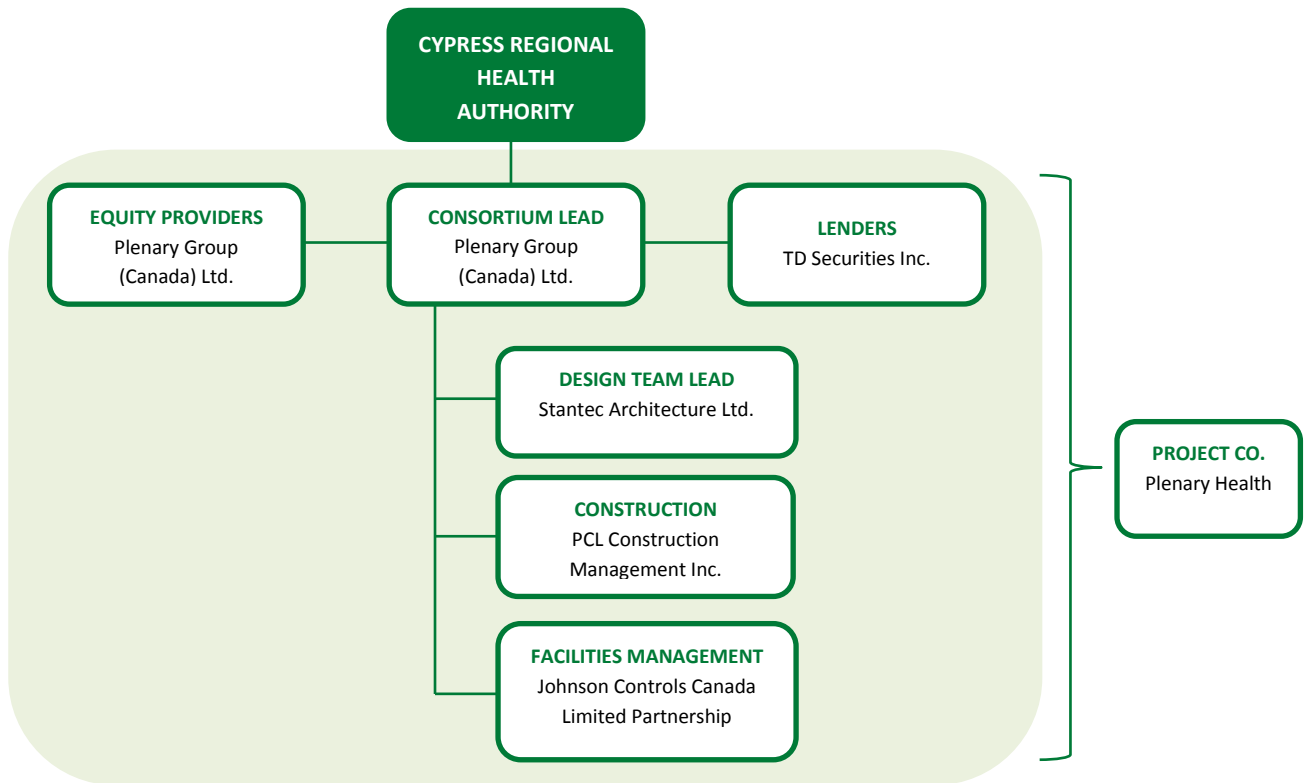 CYPRESS REGIONAL
HEALTH
AUTHORITY
EQUITY PROVIDERS
Plenary Group
(Canada) Ltd.
CONSORTIUM LEAD
Plenary Group
(Canada) Ltd.
LENDERS
TD Securities Inc.
DESIGN TEAM LEAD
Stantec Architecture Ltd.
CONSTRUCTION
PCL Construction
Management Inc.
FACILITIES MANAGEMENT
Johnson Controls Canada
Limited Partnership
PROJECT CO.
Plenary Health